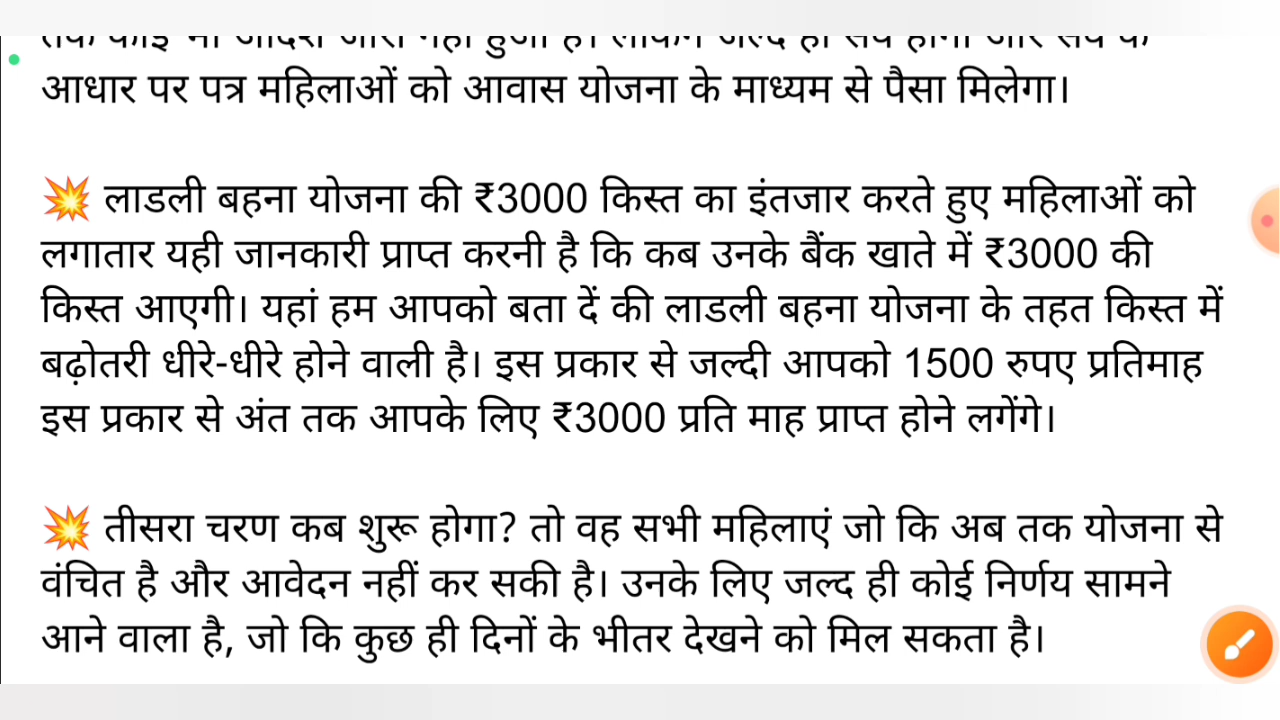 आधार पर पत्र महिलाओं को आवास योजना के माध्यम से पैसा मिलेगा।
💥 लाडली बहना योजना की ₹3000 किस्त का इंतजार करते हुए महिलाओं को
लगातार यही जानकारी प्राप्त करनी है कि कब उनके बैंक खाते में ₹3000 की
किस्त आएगी। यहां हम आपको बता दें की लाडली बहना योजना के तहत किस्त में
बढ़ोतरी धीरे-धीरे होने वाली है। इस प्रकार से जल्दी आपको 1500 रुपए प्रतिमाह
इस प्रकार से अंत तक आपके लिए ₹3000 प्रति माह प्राप्त होने लगेंगे।
💥 तीसरा चरण कब शुरू होगा? तो वह सभी महिलाएं जो कि अब तक योजना से
वंचित है और आवेदन नहीं कर सकी है। उनके लिए जल्द ही कोई निर्णय सामने
आने वाला है, जो कि कुछ ही दिनों के भीतर देखने को मिल सकता है।